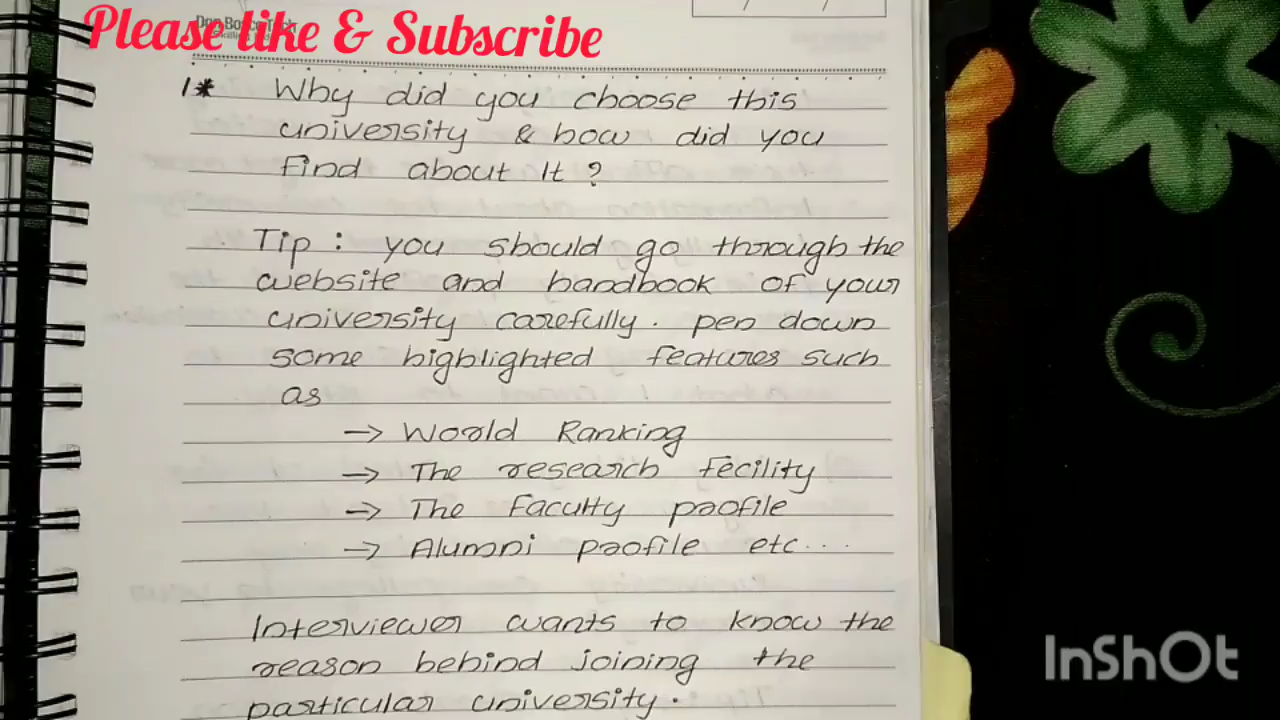 Please like & Subscribe
1* Why did you choose this
university & how did you
find about It ?
Tip : you should go through the
website and handbook of your
university carefully. pen down
some highlighted features such
as
→ World Ranking
→ The research fecility
→ The Faculty profile
→ Alumni profile etc...
Interviewer wants to know the
reason behind joining the
particular university.
InShOt